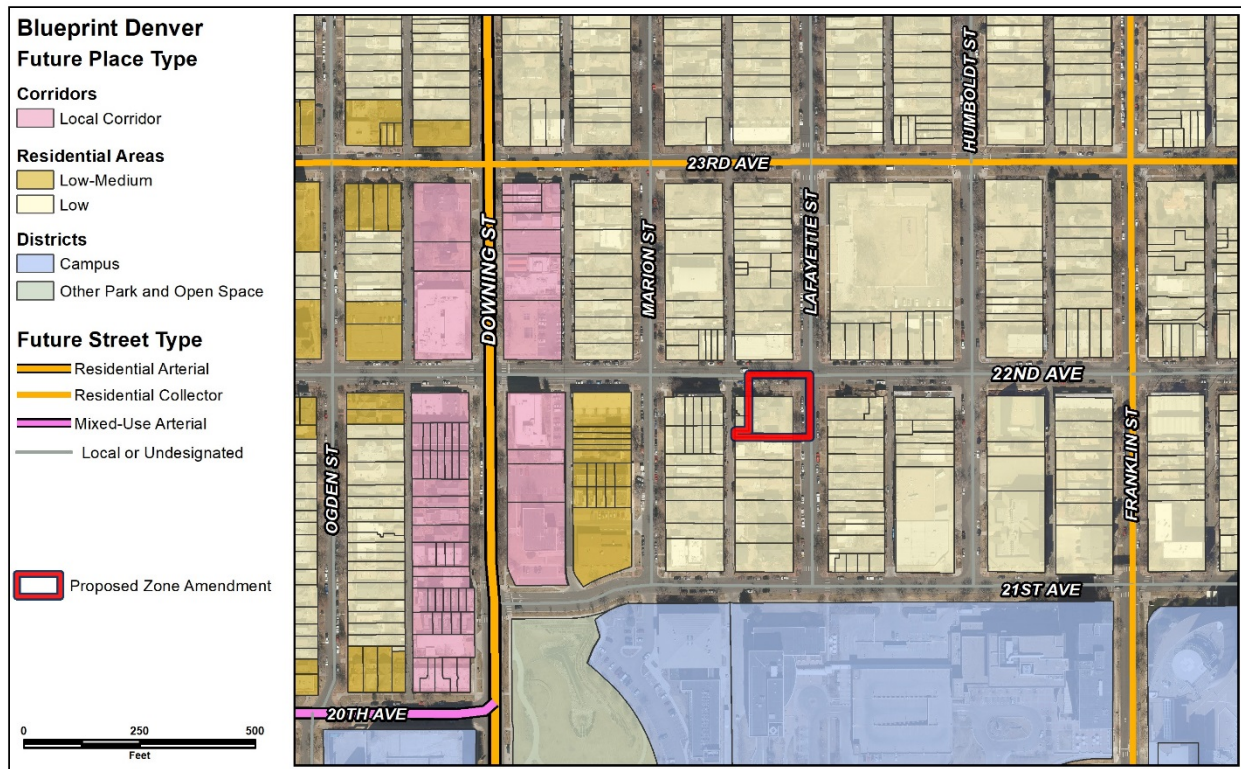 Blueprint Denver
Future Place Type
Corridors
Local Corridor
Residential Areas
Low-Medium
Low
Districts
Campus
Other Park and Open Space
Future Street Type
Residential Arterial
Residential Collector
Mixed-Use Arterial
Local or Undesignated
Proposed Zone Amendment
0 250 500
Feet
HUMBOLDT ST
23RD AVE
DOWNING ST
MARION ST
LAFAYETTE ST
22ND AVE
OGDEN ST
FRANKLIN ST
21ST AVE
20TH AVE